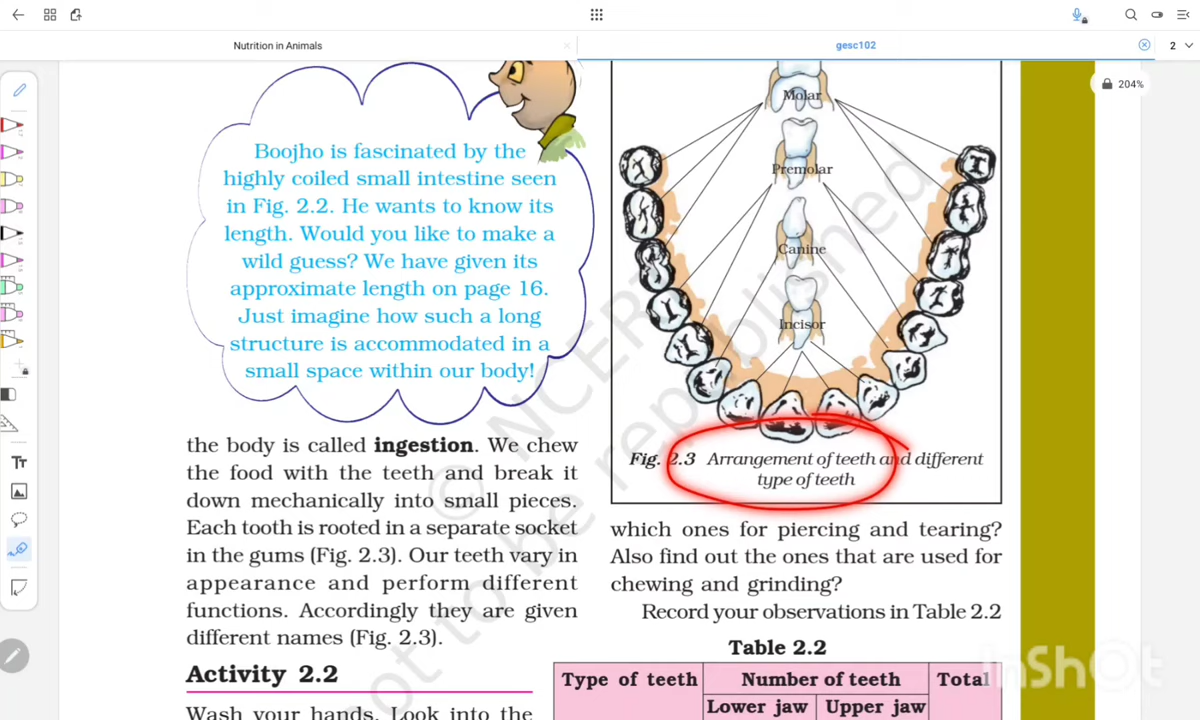 Nutrition in Animals
gesc102
2
204%
Boojho is fascinated by the
highly coiled small intestine seen
in Fig. 2.2. He wants to know its
length. Would you like to make a
wild guess? We have given its
approximate length on page 16.
Just imagine how such a long
structure is accommodated in a
small space within our body!
the body is called ingestion. We chew
the food with the teeth and break it
down mechanically into small pieces.
Each tooth is rooted in a separate socket
in the gums (Fig. 2.3). Our teeth vary in
appearance and perform different
functions. Accordingly they are given
different names (Fig. 2.3).
Activity 2.2
Wash your hands. Look into the
Molar
Premolar
Canine
Incisor
Fig. 2.3 Arrangement of teeth and different
type of teeth
which ones for piercing and tearing?
Also find out the ones that are used for
chewing and grinding?
Record your observations in Table 2.2
Table 2.2
Type of teeth Number of teeth Total
Lower jaw Upper jaw
© NCERT
not to be republished
InShot
Tт